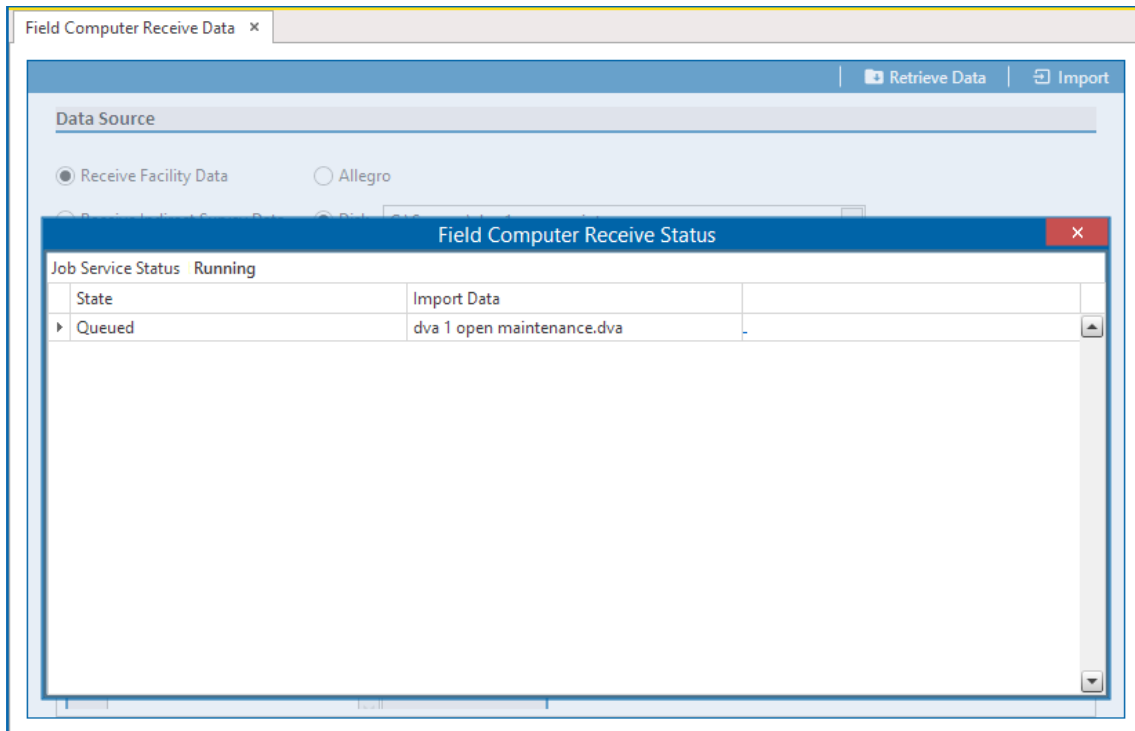 Field Computer Receive Data ×
Retrieve Data Import
Data Source
Receive Facility Data Allegro
Field Computer Receive Status
Job Service Status Running
State Import Data
Queued dva 1 open maintenance.dva